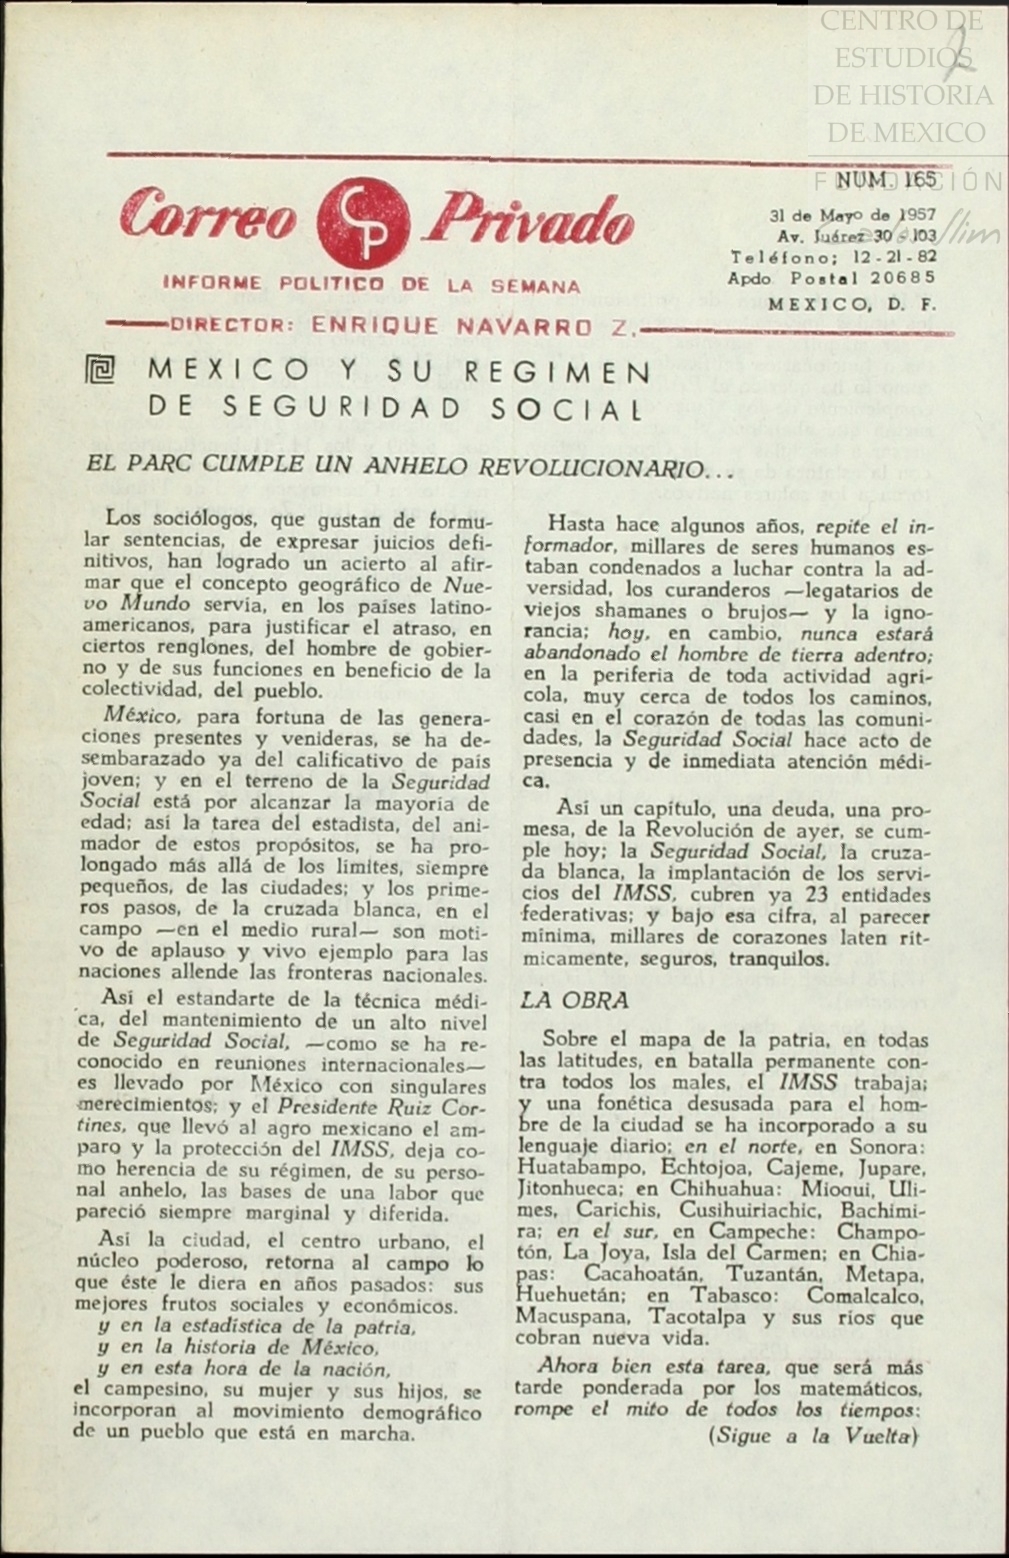 CENTRO DE
ESTUDIOS
DE HISTORIA
DE MEXICO
FUNDACIÓN
Carlos Slim
2
NUM. 165
31 de Mayo de 1957
Av. Juárez 30 - 103
Teléfono; 12 - 21 - 82
Apdo Postal 20685
MEXICO, D. F.
Correo CP Privado
INFORME POLITICO DE LA SEMANA
DIRECTOR: ENRIQUE NAVARRO Z.
MEXICO Y SU REGIMEN
DE SEGURIDAD SOCIAL
EL PARC CUMPLE UN ANHELO REVOLUCIONARIO...
Los sociólogos, que gustan de formu-
lar sentencias, de expresar juicios defi-
nitivos, han logrado un acierto al afir-
mar que el concepto geográfico de Nue-
vo Mundo servía, en los países latino-
americanos, para justificar el atraso, en
ciertos renglones, del hombre de gobier-
no y de sus funciones en beneficio de la
colectividad, del pueblo.
México, para fortuna de las genera-
ciones presentes y venideras, se ha de-
sembarazado ya del calificativo de país
joven; y en el terreno de la Seguridad
Social está por alcanzar la mayoría de
edad; así la tarea del estadista, del ani-
mador de estos propósitos, se ha pro-
longado más allá de los límites, siempre
pequeños, de las ciudades; y los prime-
ros pasos, de la cruzada blanca, en el
campo —en el medio rural— son moti-
vo de aplauso y vivo ejemplo para las
naciones allende las fronteras nacionales.
Así el estandarte de la técnica médi-
ca, del mantenimiento de un alto nivel
de Seguridad Social, —como se ha re-
conocido en reuniones internacionales—
es llevado por México con singulares
merecimientos; y el Presidente Ruiz Cor-
tines, que llevó al agro mexicano el am-
paro y la protección del IMSS, deja co-
mo herencia de su régimen, de su perso-
nal anhelo, las bases de una labor que
pareció siempre marginal y diferida.
Así la ciudad, el centro urbano, el
núcleo poderoso, retorna al campo lo
que éste le diera en años pasados: sus
mejores frutos sociales y económicos.
y en la estadística de la patria,
y en la historia de México,
y en esta hora de la nación,
el campesino, su mujer y sus hijos, se
incorporan al movimiento demográfico
de un pueblo que está en marcha.
Hasta hace algunos años, repite el in-
formador, millares de seres humanos es-
taban condenados a luchar contra la ad-
versidad, los curanderos —legatarios de
viejos shamanes o brujos— y la igno-
rancia; hoy, en cambio, nunca estará
abandonado el hombre de tierra adentro;
en la periferia de toda actividad agrí-
cola, muy cerca de todos los caminos,
casi en el corazón de todas las comuni-
dades, la Seguridad Social hace acto de
presencia y de inmediata atención médi-
ca.
Así un capítulo, una deuda, una pro-
mesa, de la Revolución de ayer, se cum-
ple hoy; la Seguridad Social, la cruza-
da blanca, la implantación de los servi-
cios del IMSS, cubren ya 23 entidades
federativas; y bajo esa cifra, al parecer
mínima, millares de corazones laten rít-
micamente, seguros, tranquilos.
LA OBRA
Sobre el mapa de la patria, en todas
las latitudes, en batalla permanente con-
tra todos los males, el IMSS trabaja;
y una fonética desusada para el hom-
bre de la ciudad se ha incorporado a su
lenguaje diario; en el norte, en Sonora:
Huatabampo, Echtojoa, Cajeme, Jupare,
Jitonhueca; en Chihuahua: Mioqui, Uli-
mes, Carichis, Cusihuiriachic, Bachimi-
ra; en el sur, en Campeche: Champo-
tón, La Joya, Isla del Carmen; en Chia-
pas: Cacahoatán, Tuzantán, Metapa,
Huehuetán; en Tabasco: Comalcalco,
Macuspana, Tacotalpa y sus ríos que
cobran nueva vida.
Ahora bien esta tarea, que será más
tarde ponderada por los matemáticos,
rompe el mito de todos los tiempos:
(Sigue a la Vuelta)